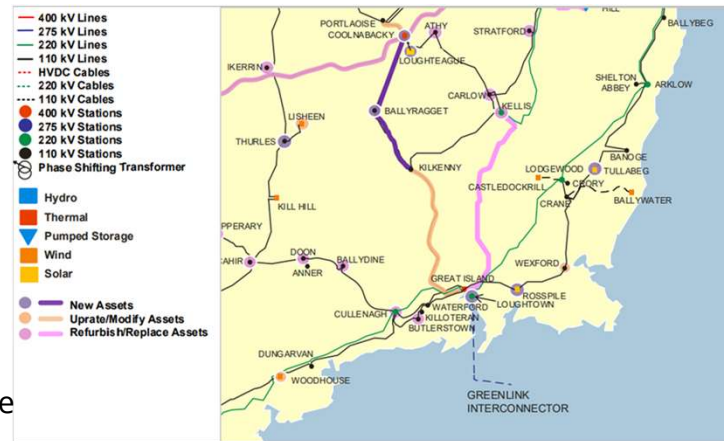 400 kV Lines
275 kV Lines
220 kV Lines
110 kV Lines
HVDC Cables
220 kV Cables
110 kV Cables
400 kV Stations
275 kV Stations
220 kV Stations
110 kV Stations
Phase Shifting Transformer
Hydro
Thermal
Pumped Storage
Wind
Solar
New Assets
Uprate/Modify Assets
Refurbish/Replace Assets
e
PORTLAOISE
COOLNABACKY
ATHY
STRATFORD
HILL
BALLYBEG
LOUGHTEAGUE
IKERRIN
CARLOW
KELLIS
SHELTON
ABBEY
ARKLOW
BALLYRAGGET
LISHEEN
THURLES
BANOGE
TULLABEG
KILKENNY
LODGEWOOD
CASTLEDOCKRILL
CRORY
CRANE
BALLYWATER
KILL HILL
PPERARY
AHIR
DOON
ANNER
BALLYDINE
WEXFORD
GREAT ISLAND
ROSSPILE
LOUGHTOWN
CULLENAGH
WATERFORD
KILLOTERAN
BUTLERSTOWN
DUNGARVAN
WOODHOUSE
GREENLINK
INTERCONNECTOR